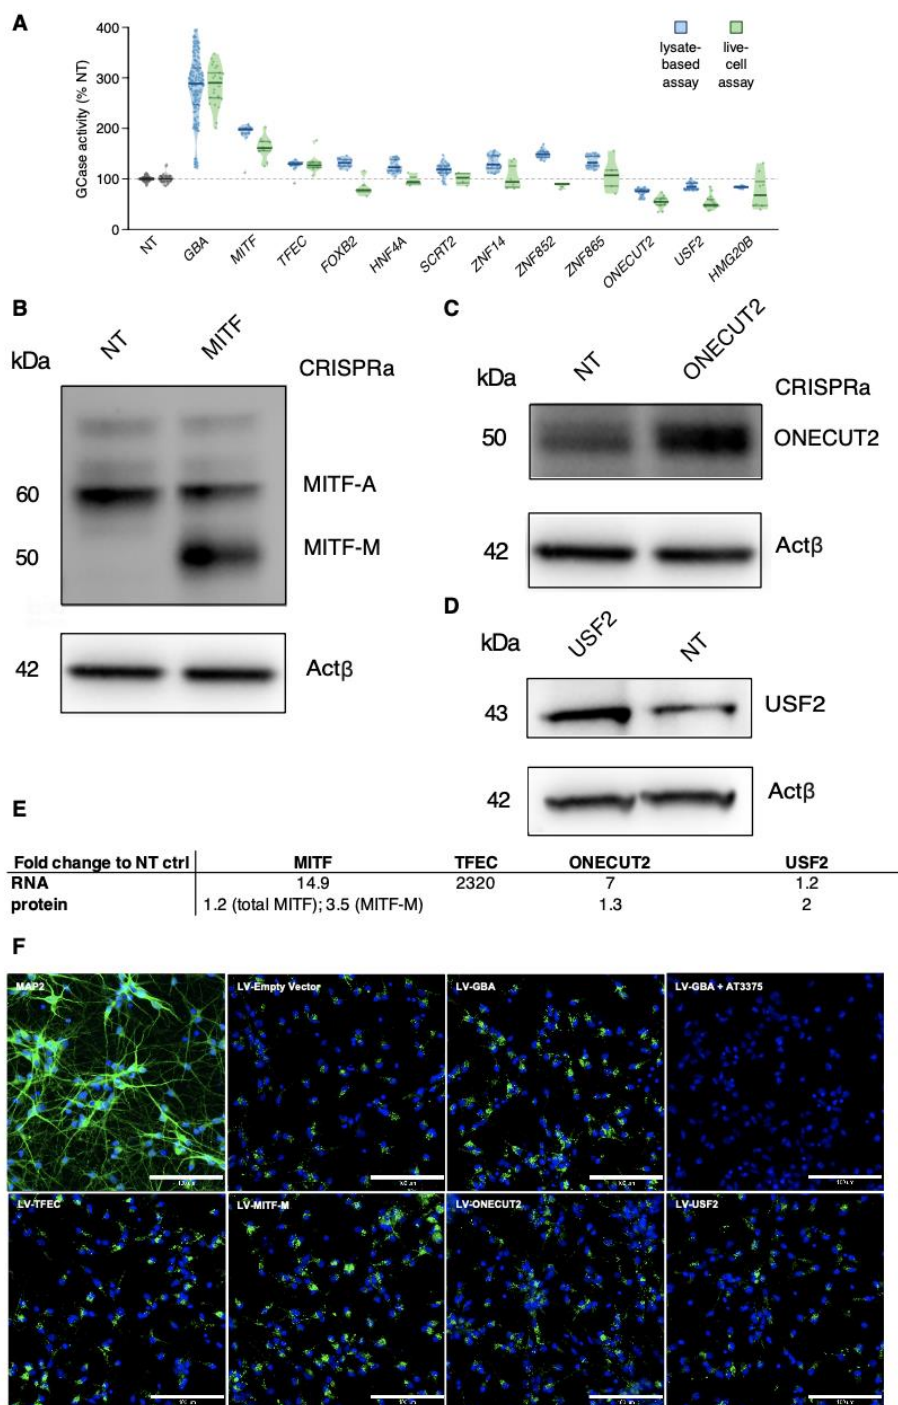 A
400
300
200
100
0
GCase activity (% NT)
lysate-
based
assay
live-
cell
assay
NT
GBA
MITF
TFEC
FOXB2
HNF4A
SCRT2
ZNF14
ZNF852
ZNF865
ONECUT2
USF2
HMG20B
B
kDa
NT
MITF
CRISPRa
60
MITF-A
50
MITF-M
42
Actβ
C
kDa
NT
ONECUT2
CRISPRa
50
ONECUT2
42
Actβ
D
kDa
USF2
NT
43
USF2
42
Actβ
E
Fold change to NT ctrl MITF TFEC ONECUT2 USF2
RNA 14.9 2320 7 1.2
protein 1.2 (total MITF); 3.5 (MITF-M) 1.3 2
F
MAP2
LV-Empty Vector
LV-GBA
LV-GBA + AT3375
LV-TFEC
LV-MITF-M
LV-ONECUT2
LV-USF2